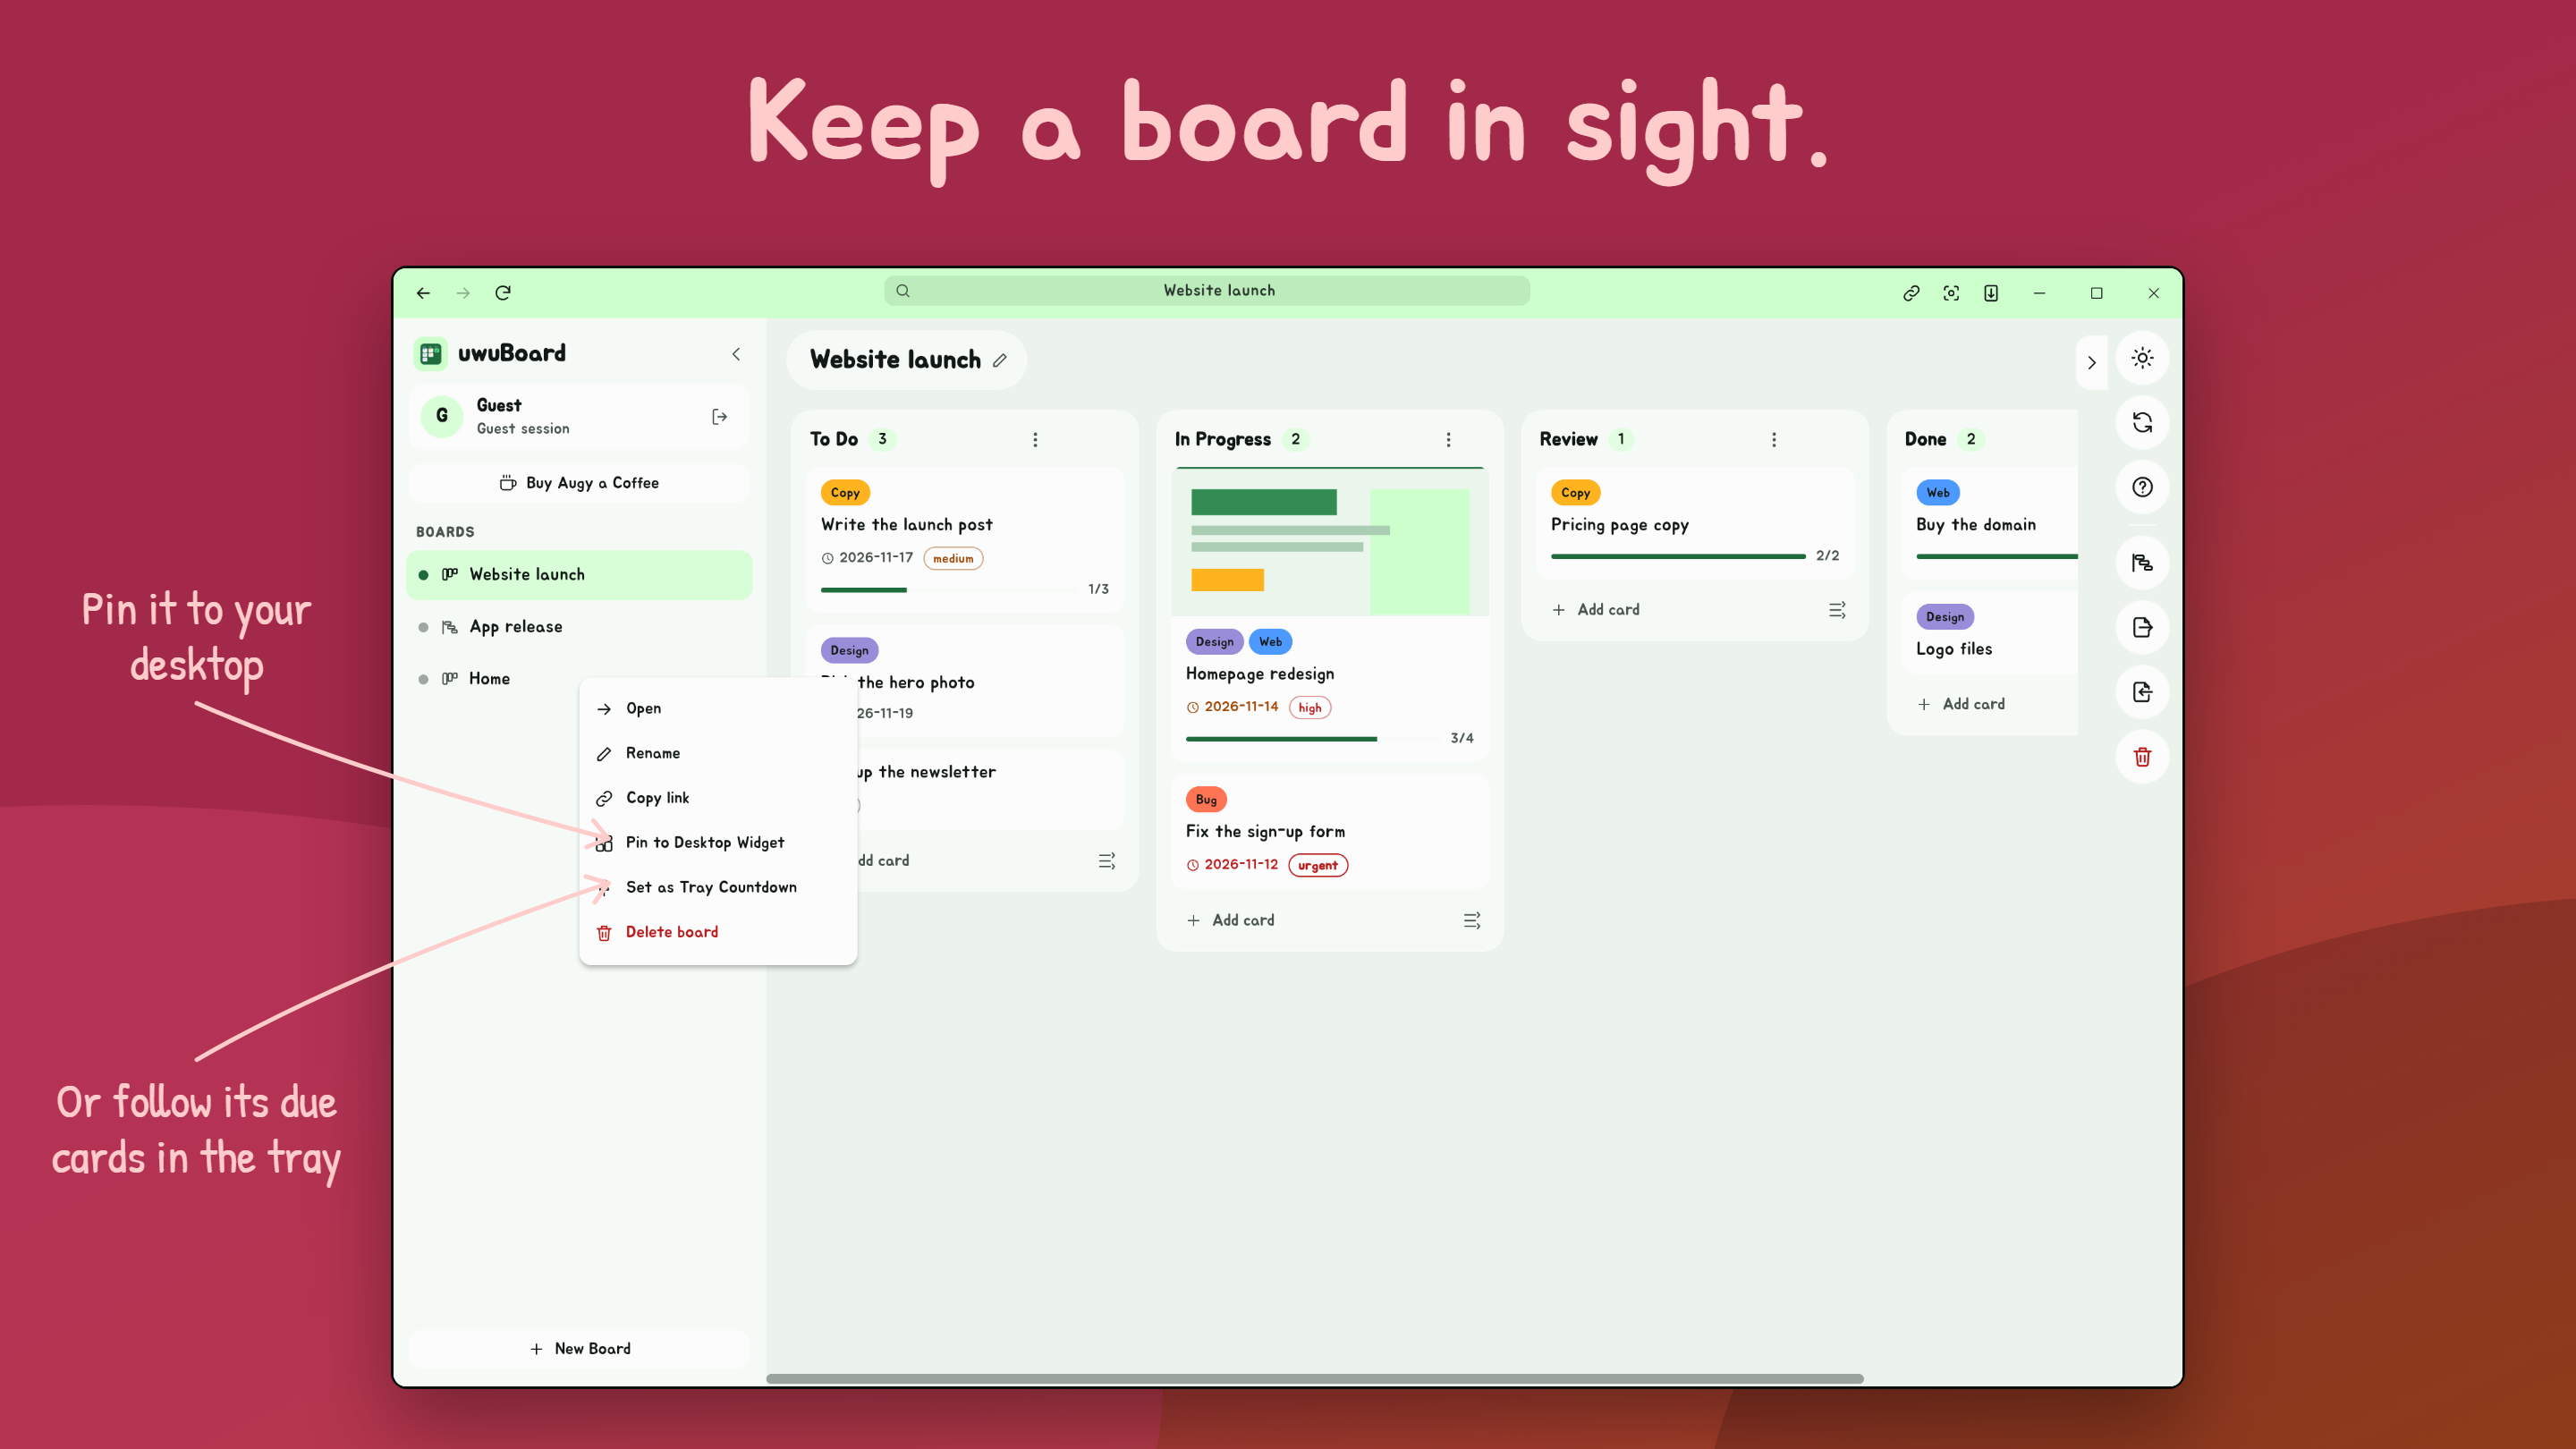 Keep a board in sight.
Website launch
uwuBoard
G
Guest
Guest session
Buy Augy a Coffee
BOARDS
Website launch
App release
Home
Open
Rename
Copy link
Pin to Desktop Widget
Set as Tray Countdown
Delete board
New Board
Website launch
To Do 3
Copy
Write the launch post
2026-11-17 medium
1/3
Design
the hero photo
26-11-19
up the newsletter
dd card
In Progress 2
Design Web
Homepage redesign
2026-11-14 high
3/4
Bug
Fix the sign-up form
2026-11-12 urgent
Add card
Review 1
Copy
Pricing page copy
2/2
Add card
Done 2
Web
Buy the domain
Design
Logo files
Add card
Pin it to your
desktop
Or follow its due
cards in the tray